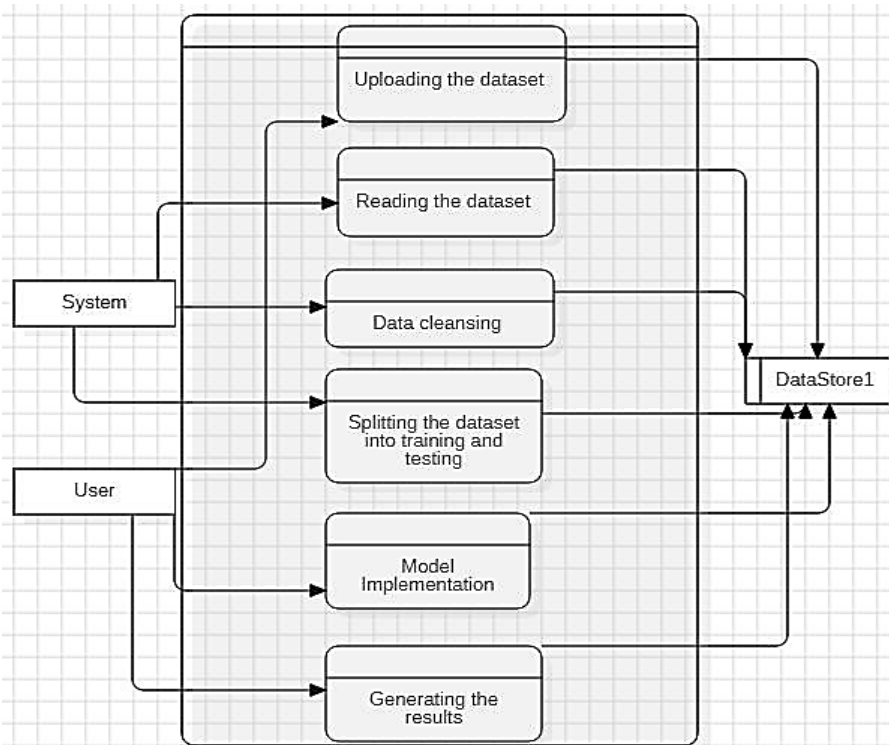 Uploading the dataset
Reading the dataset
System
Data cleansing
DataStore1
Splitting the dataset
into training and
testing
User
Model
Implementation
Generating the
results